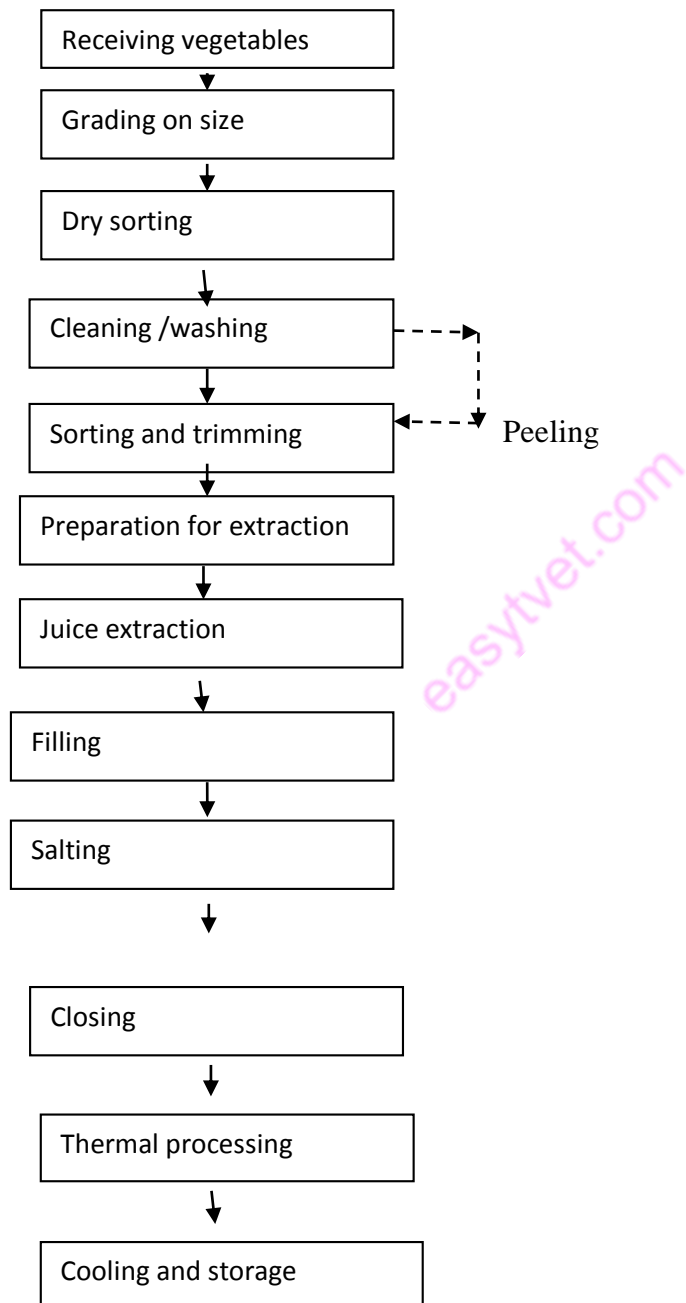 Receiving vegetables
Grading on size
Dry sorting
Cleaning /washing
Sorting and trimming
Peeling
Preparation for extraction
Juice extraction
Filling
Salting
Closing
Thermal processing
Cooling and storage
easytvet.com